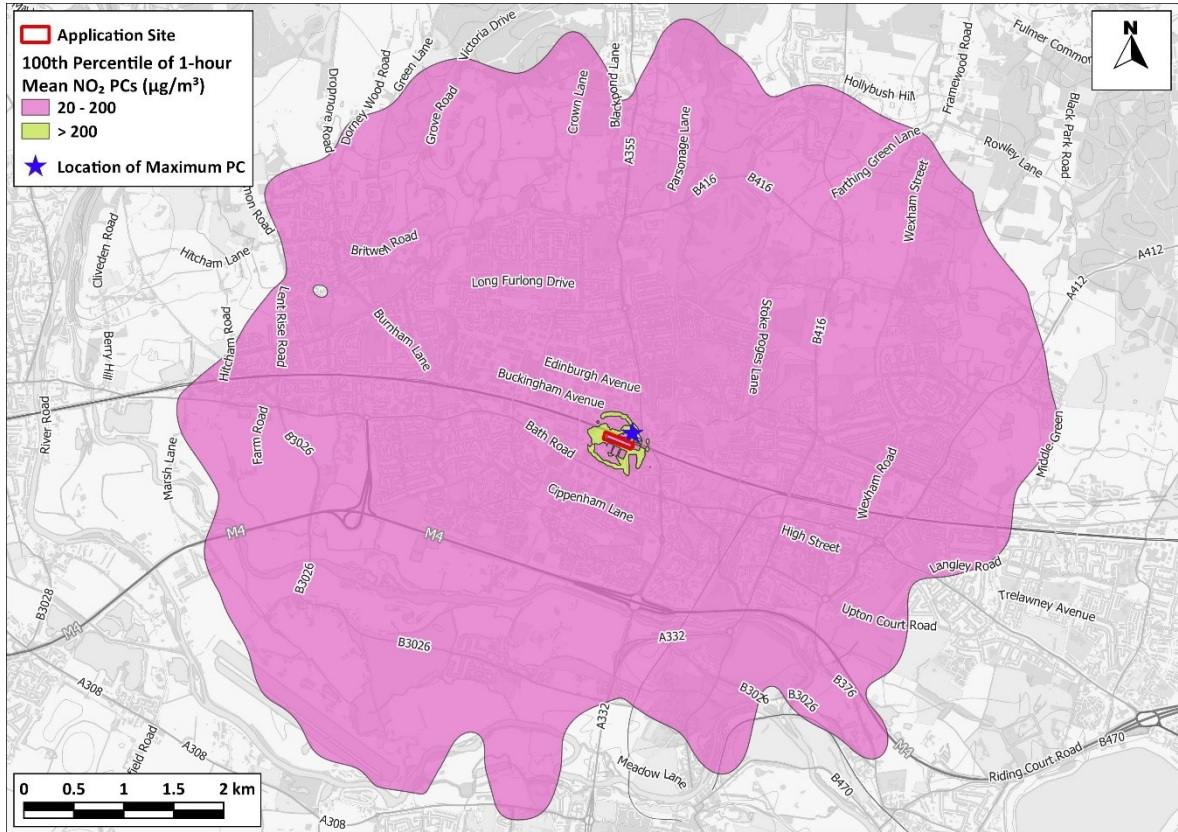 Application Site
100th Percentile of 1-hour
Mean NO₂ PCs (µg/m³)
20 - 200
> 200
Location of Maximum PC
N
Victoria Drive
Green Lane
Dorney Wood Road
Dropmore Road
Grove Road
Crown Lane
Blackpond Lane
A355
Parsonage Lane
B416
B416
Hollybush Hill
Framewood Road
Fulmer Common
Black Park Road
Rowley Lane
Farthing Green Lane
Wexham Street
A412
A412
Cliveden Road
Hitcham Lane
Britwell Road
Long Furlong Drive
Lent Rise Road
Burnham Lane
Hitcham Road
Berry Hill
Stoke Poges Lane
B416
Edinburgh Avenue
Buckingham Avenue
River Road
Marsh Lane
Farm Road
B3026
Bath Road
Cippenham Lane
Wexham Road
Middle Green
High Street
M4
M4
Langley Road
Trelawney Avenue
B3028
M4
B3026
Upton Court Road
A332
B3026
B3026
B3026
B376
M4
A308
A308
A332
Meadow Lane
B470
Riding Court Road
B470
A308
0 0.5 1 1.5 2 km